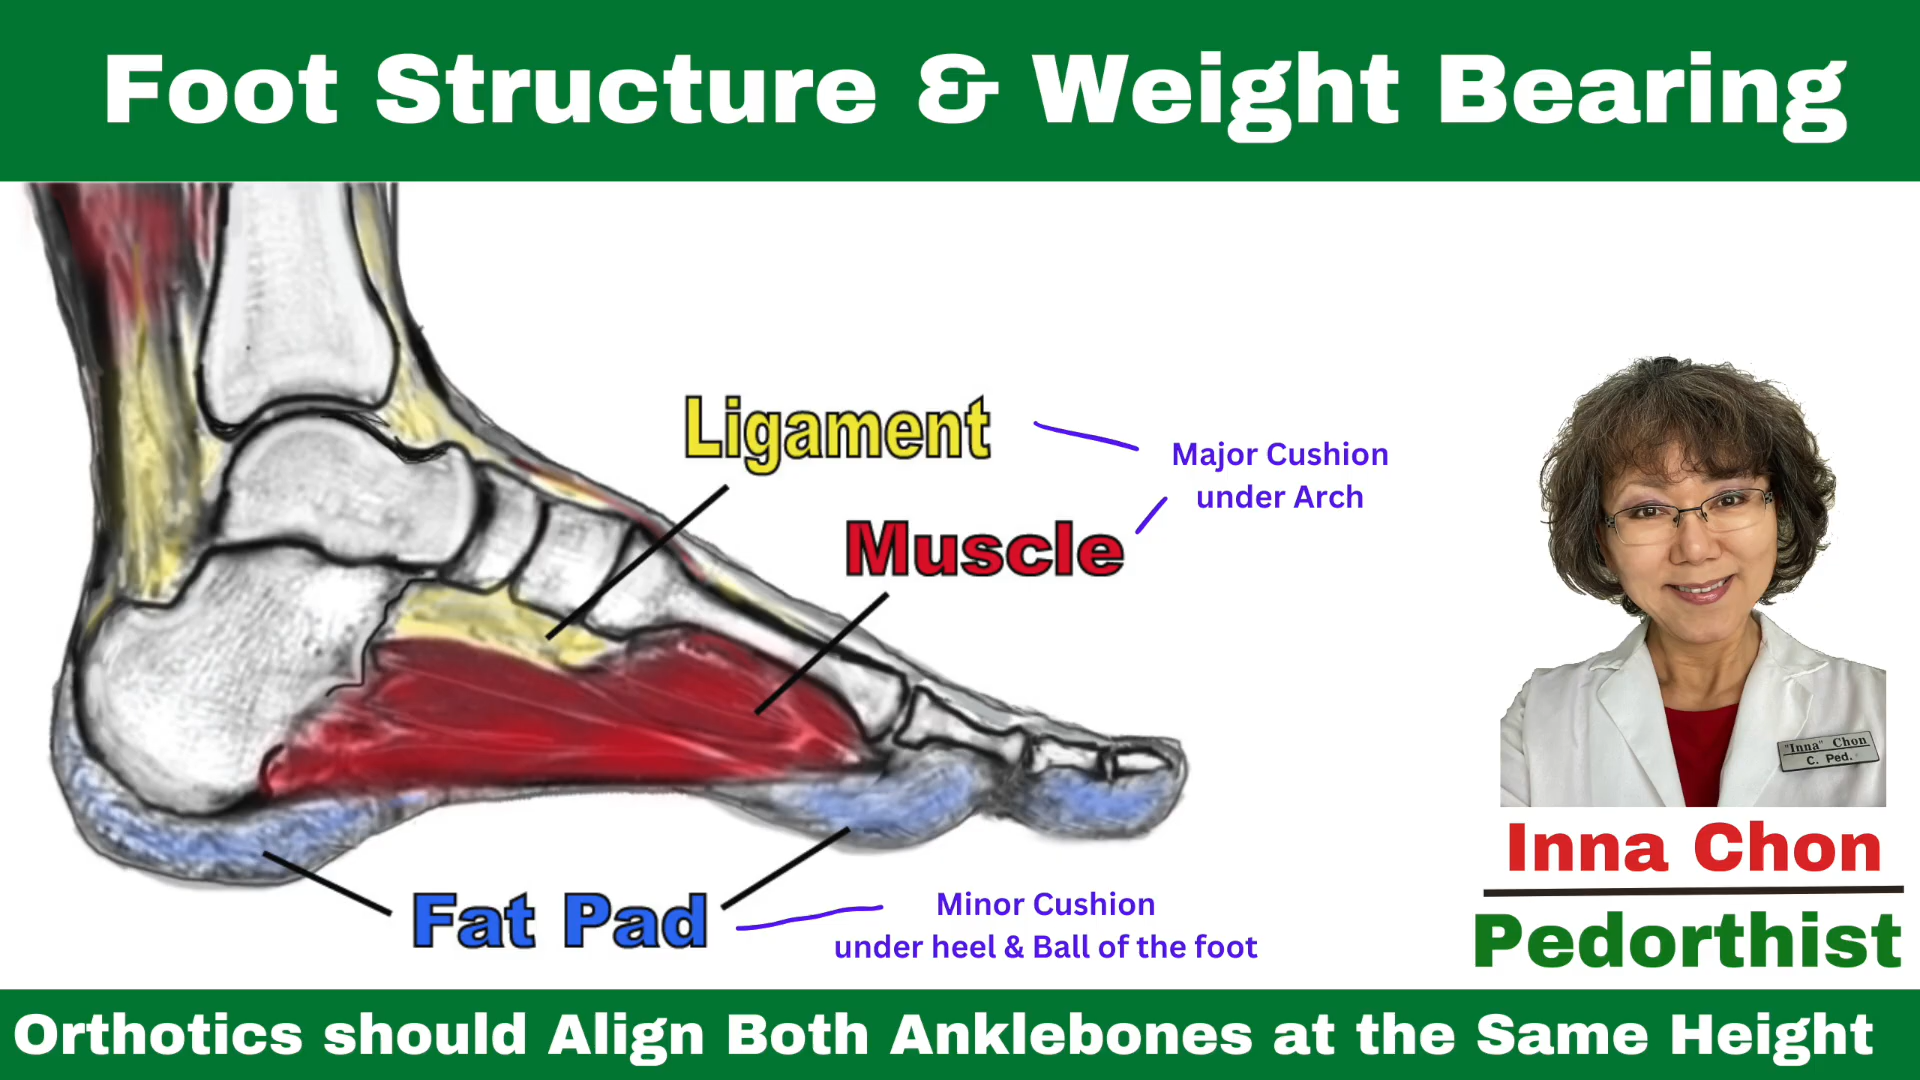 Foot Structure & Weight Bearing
Ligament
Major Cushion
under Arch
Muscle
Fat Pad
Minor Cushion
under heel & Ball of the foot
"Inna" Chon
C. Ped.
Inna Chon
Pedorthist
Orthotics should Align Both Anklebones at the Same Height